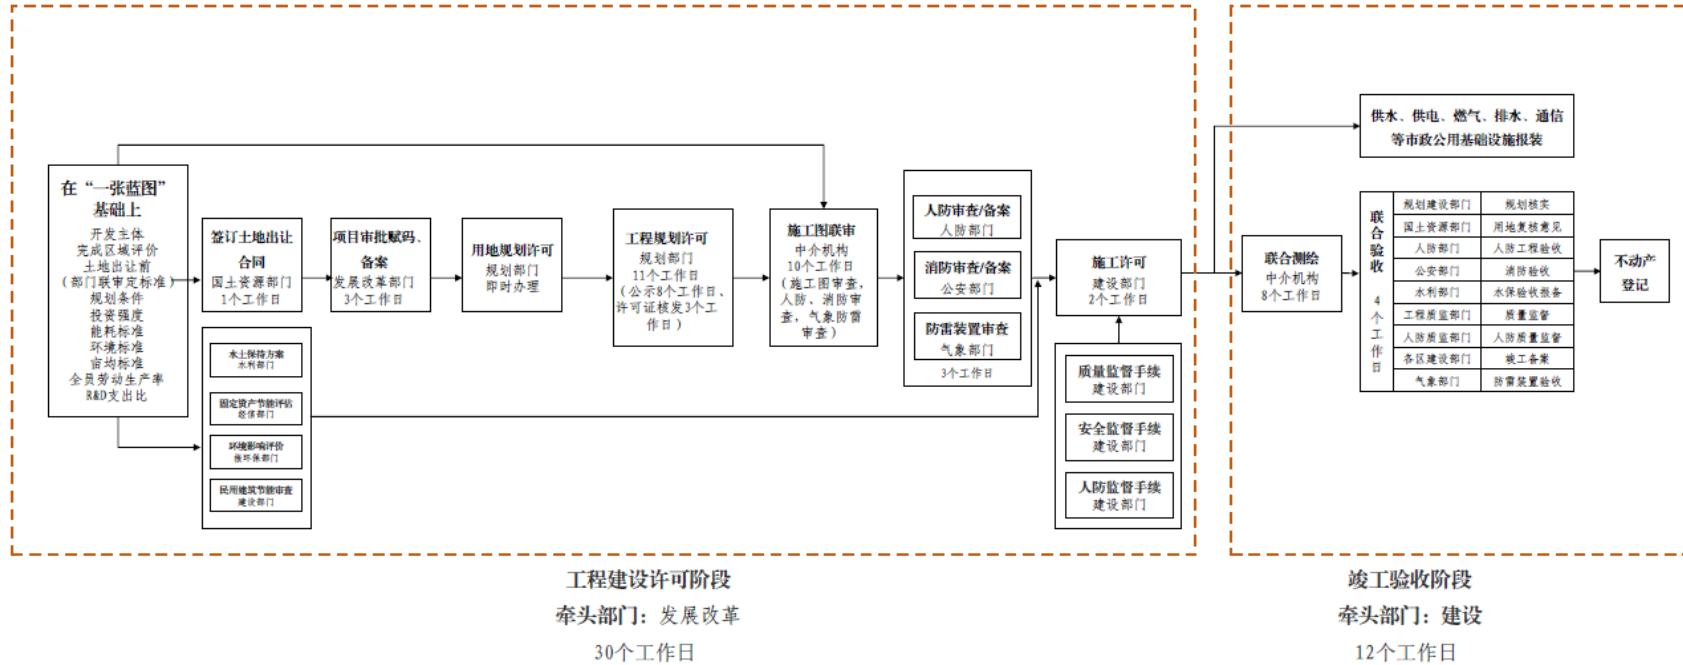 在“一张蓝图”
基础上
开发主体
完成区域评价
土地出让前
(部门联审定标准)
规划条件
投资强度
能耗标准
环境标准
亩均标准
全员劳动生产率
R&D支出比
签订土地出让
合同
国土资源部门
1个工作日
项目审批赋码、
备案
发展改革部门
3个工作日
用地规划许可
规划部门
即时办理
工程规划许可
规划部门
11个工作日
(公示8个工作日、
许可证核发3个工
作日)
施工图联审
中介机构
10个工作日
(施工图审查,
人防、消防审
查,气象防雷
审查)
人防审查/备案
人防部门
消防审查/备案
公安部门
防雷装置审查
气象部门
3个工作日
施工许可
建设部门
2个工作日
水土保持方案
水利部门
固定资产节能评估
经信部门
环境影响评价
环保部门
民用建筑节能审查
建设部门
质量监督手续
建设部门
安全监督手续
建设部门
人防监督手续
建设部门
工程建设许可阶段
牵头部门:发展改革
30个工作日
供水、供电、燃气、排水、通信
等市政公用基础设施报装
联合测绘
中介机构
8个工作日
联合验收 4个工作日
规划建设部门 规划核实
国土资源部门 用地复核意见
人防部门 人防工程验收
公安部门 消防验收
水利部门 水保验收报备
工程质监部门 质量监督
人防质监部门 人防质量监督
各区建设部门 竣工备案
气象部门 防雷装置验收
不动产
登记
竣工验收阶段
牵头部门:建设
12个工作日